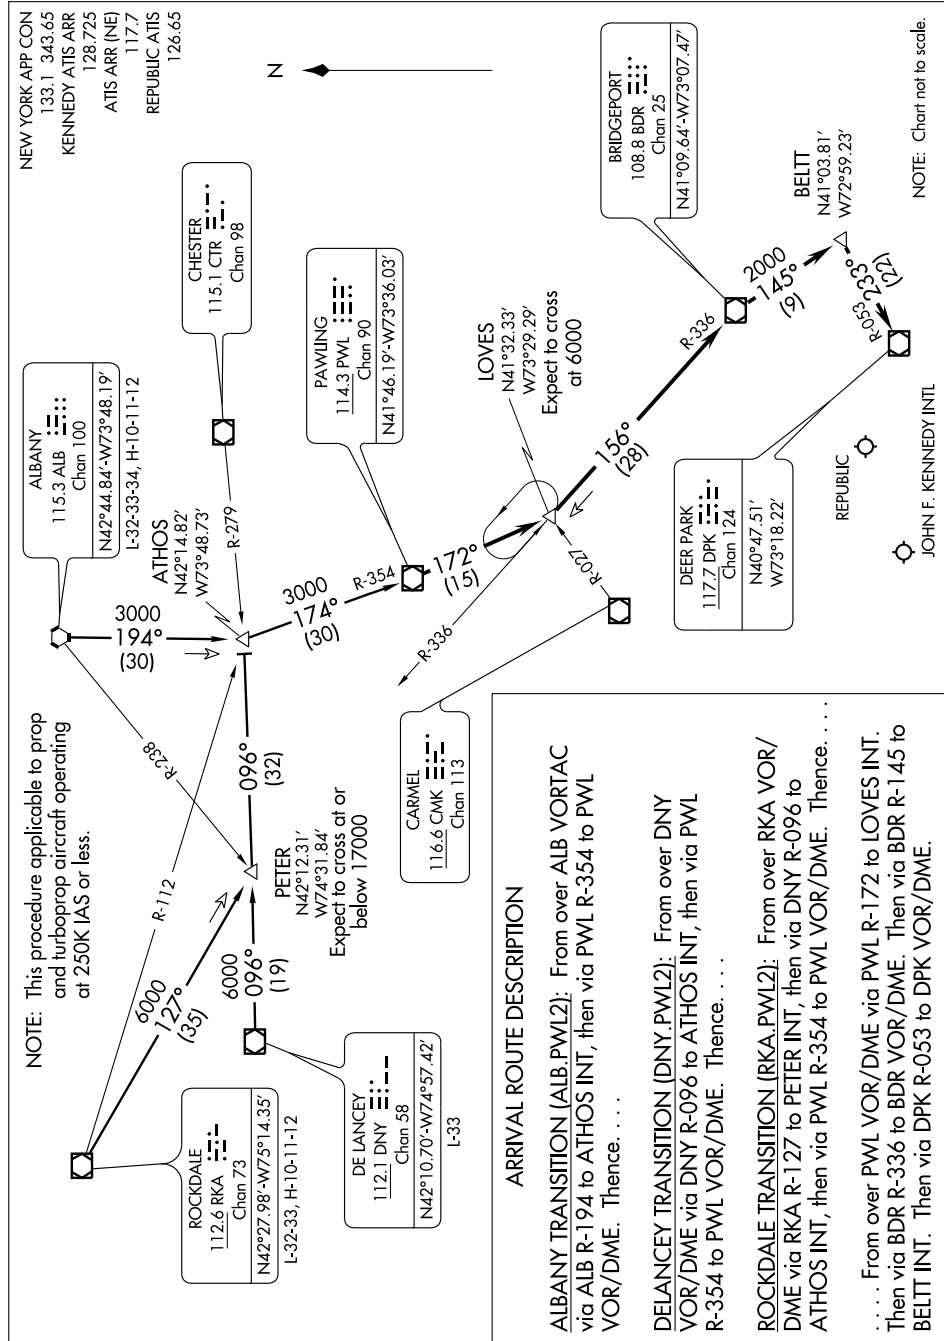 NEW YORK APP CON
133.1 343.65
KENNEDY ATIS ARR
128.725
ATIS ARR (NE)
117.7
REPUBLIC ATIS
126.65
NOTE: This procedure applicable to prop
and turboprop aircraft operating
at 250K IAS or less.
N
ALBANY
115.3 ALB
Chan 100
N42°44.84'-W73°48.19'
L-32-33-34, H-10-11-12
CHESTER
115.1 CTR
Chan 98
R-279
ATHOS
N42°14.82'
W73°48.73'
3000
194°
(30)
R-238
R-112
ROCKDALE
112.6 RKA
Chan 73
N42°27.98'-W75°14.35'
L-32-33, H-10-11-12
6000
127°
(35)
6000
096°
(19)
PETER
N42°12.31'
W74°31.84'
Expect to cross at or
below 17000
096°
(32)
DE LANCEY
112.1 DNY
Chan 58
N42°10.70'-W74°57.42'
L-33
PAWLING
114.3 PWL
Chan 90
N41°46.19'-W73°36.03'
3000
174°
(30)
R-354
172°
(15)
LOVES
N41°32.33'
W73°29.29'
Expect to cross
at 6000
R-336
R-027
CARMEL
116.6 CMK
Chan 113
156°
(28)
R-336
BRIDGEPORT
108.8 BDR
Chan 25
N41°09.64'-W73°07.47'
2000
145°
(9)
BELTT
N41°03.81'
W72°59.23'
R-053
233°
(22)
DEER PARK
117.7 DPK
Chan 124
N40°47.51'
W73°18.22'
REPUBLIC
JOHN F. KENNEDY INTL
NOTE: Chart not to scale.
ARRIVAL ROUTE DESCRIPTION
ALBANY TRANSITION (ALB.PWL2): From over ALB VORTAC
via ALB R-194 to ATHOS INT, then via PWL R-354 to PWL
VOR/DME. Thence. . . .
DELANCEY TRANSITION (DNY.PWL2): From over DNY
VOR/DME via DNY R-096 to ATHOS INT, then via PWL
R-354 to PWL VOR/DME. Thence. . . .
ROCKDALE TRANSITION (RKA.PWL2): From over RKA VOR/
DME via RKA R-127 to PETER INT, then via DNY R-096 to
ATHOS INT, then via PWL R-354 to PWL VOR/DME. Thence. . . .
. . . . From over PWL VOR/DME via PWL R-172 to LOVES INT.
Then via BDR R-336 to BDR VOR/DME. Then via BDR R-145 to
BELTT INT. Then via DPK R-053 to DPK VOR/DME.